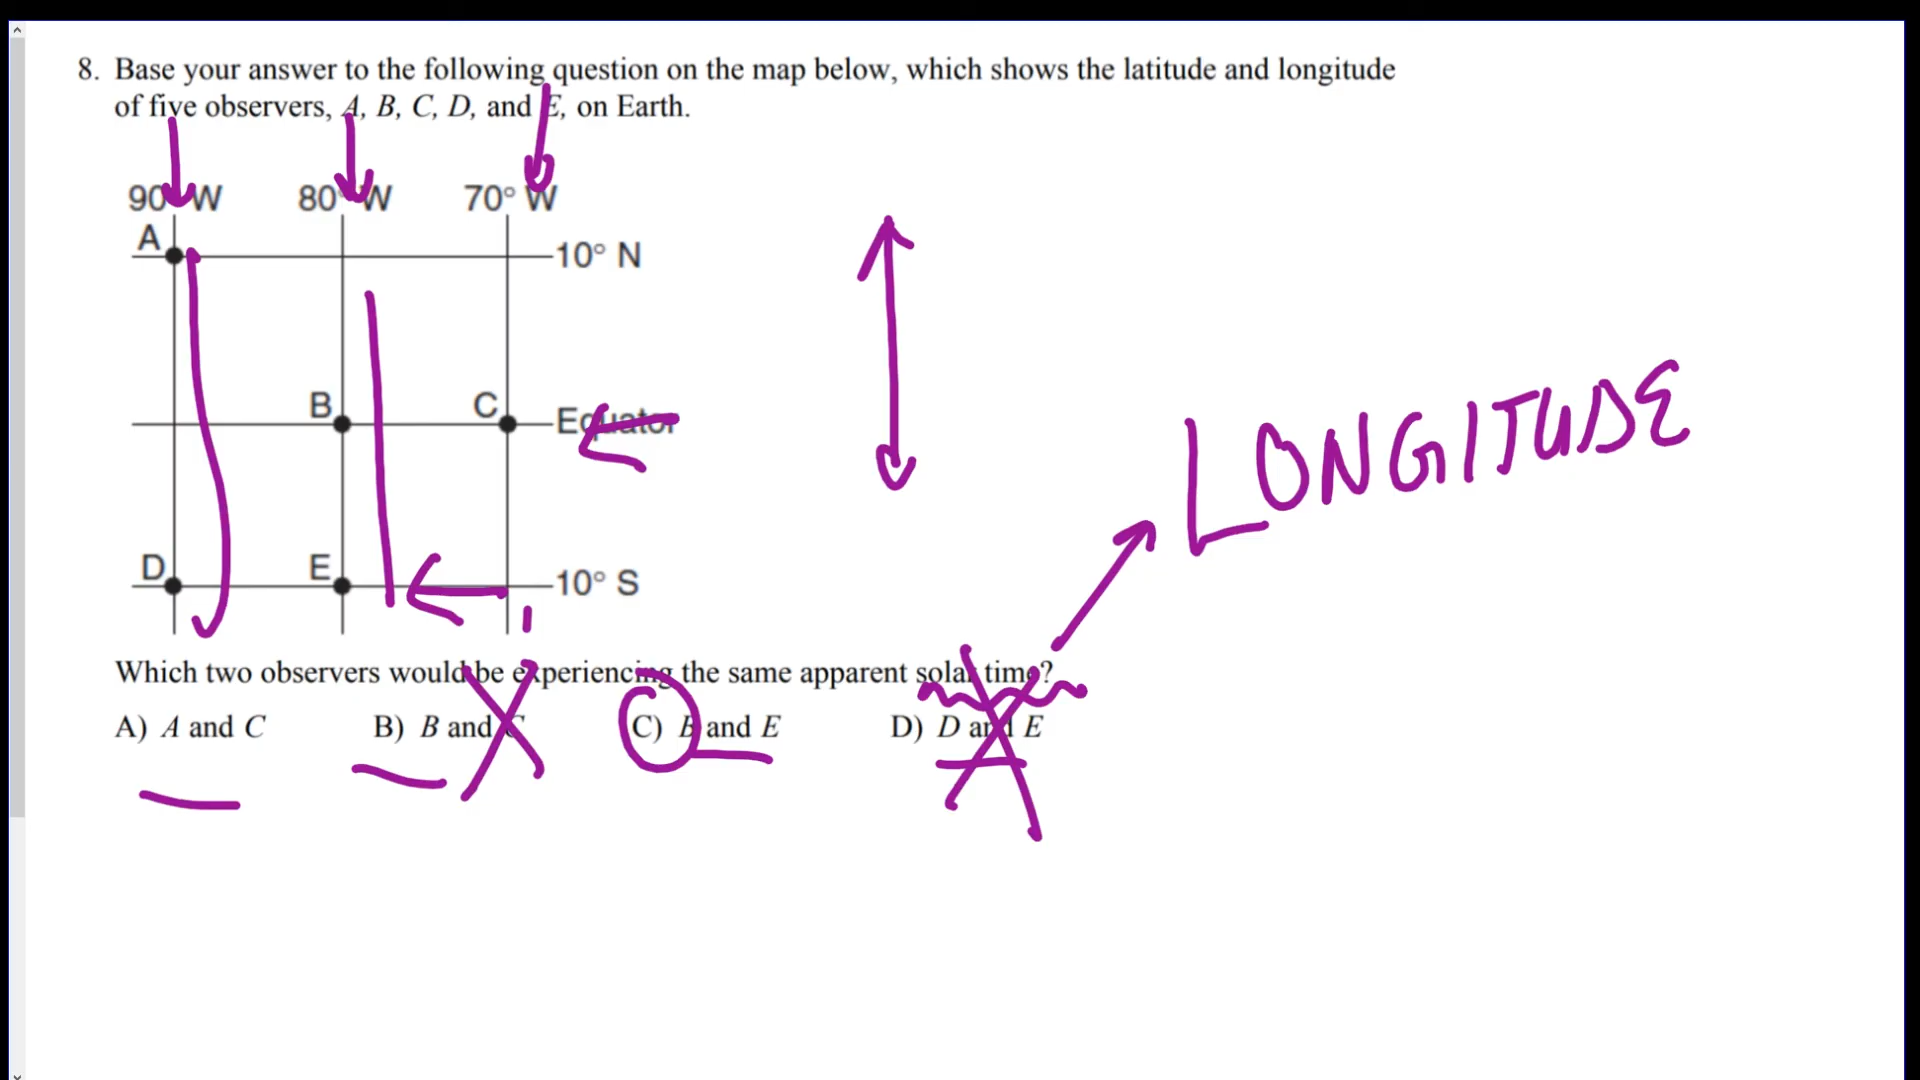 8. Base your answer to the following question on the map below, which shows the latitude and longitude
of five observers, A, B, C, D, and E, on Earth.
90° W 80° W 70° W
A
10° N
B C Equator
D E 10° S
LONGITUDE
Which two observers would be experiencing the same apparent solar time?
A) A and C B) B and C C) B and E D) D and E